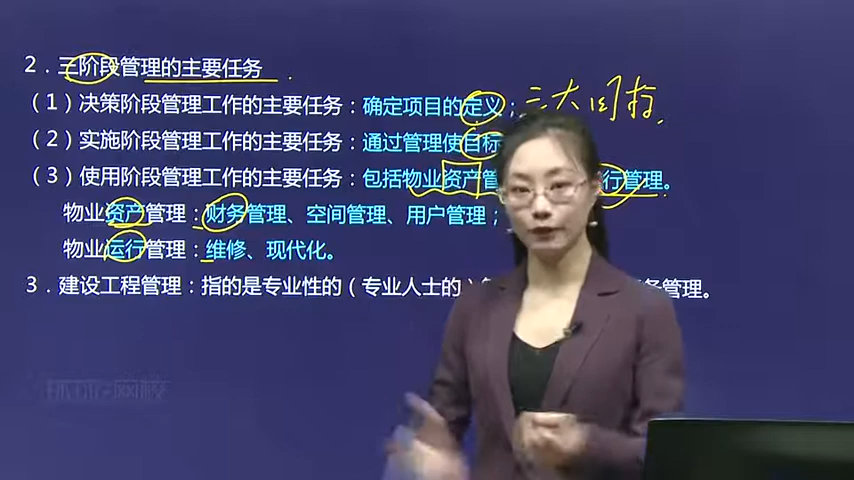 2．三阶段管理的主要任务
（1）决策阶段管理工作的主要任务：确定项目的定义；三大目标
（2）实施阶段管理工作的主要任务：通过管理使目标
（3）使用阶段管理工作的主要任务：包括物业资产管 行管理。
物业资产管理：财务管理、空间管理、用户管理；
物业运行管理：维修、现代化。
3．建设工程管理：指的是专业性的（专业人士的）管 务管理。